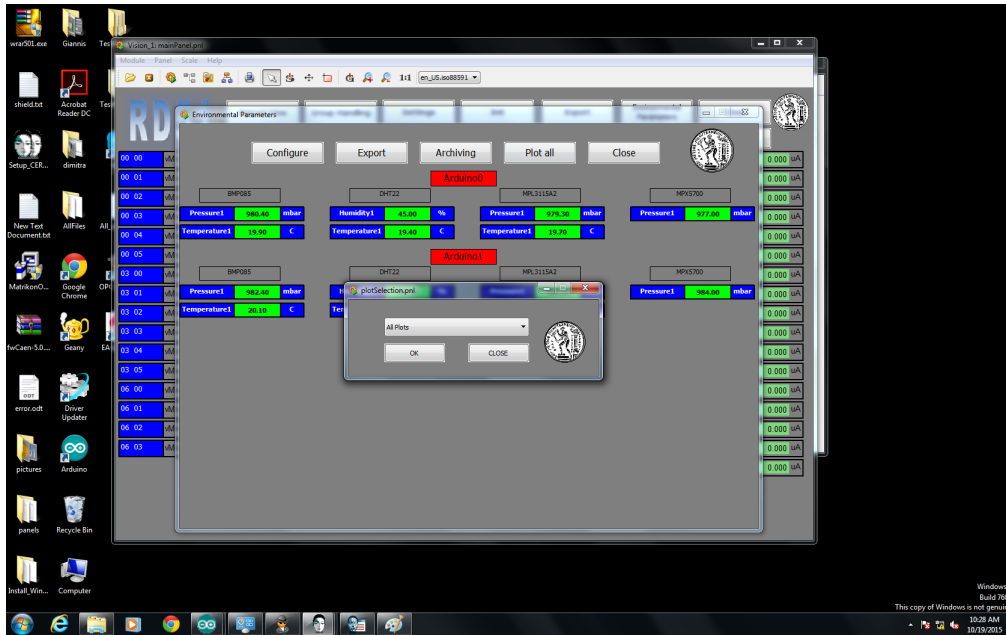 wrar501.exe
Giannis
shield.txt
Acrobat
Reader DC
Setup_CER...
dimitra
New Text
Document.txt
AllFiles
MatrikonO...
Google
Chrome
fwCaen-5.0....
Geany
error.odt
Driver
Updater
pictures
Arduino
panels
Recycle Bin
Install_Win...
Computer
Vision_1: mainPanel.pnl
Module Panel Scale Help
1:1 en_US.iso88591
Environmental Parameters
Configure Export Archiving Plot all Close
Arduino0
BMP085 DHT22 MPL3115A2 MPX5700
Pressure1 980.40 mbar Humidity1 45.00 % Pressure1 979.30 mbar Pressure1 977.00 mbar
Temperature1 19.90 C Temperature1 19.40 C Temperature1 19.70 C
Arduino1
BMP085 DHT22 MPL3115A2 MPX5700
Pressure1 982.40 mbar Pressure1 984.00 mbar
Temperature1 20.10 C
plotSelection.pnl
All Plots
OK CLOSE
00 00 0.000 uA
00 01 0.000 uA
00 02 0.000 uA
00 03 0.000 uA
00 04 0.000 uA
00 05 0.000 uA
03 00 0.000 uA
03 01 0.000 uA
03 02 0.000 uA
03 03 0.000 uA
03 04 0.000 uA
03 05 0.000 uA
06 00 0.000 uA
06 01 0.000 uA
06 02 0.000 uA
06 03 0.000 uA
0.000 uA
Windows
Build 760
This copy of Windows is not genuin
10:28 AM
10/19/2015